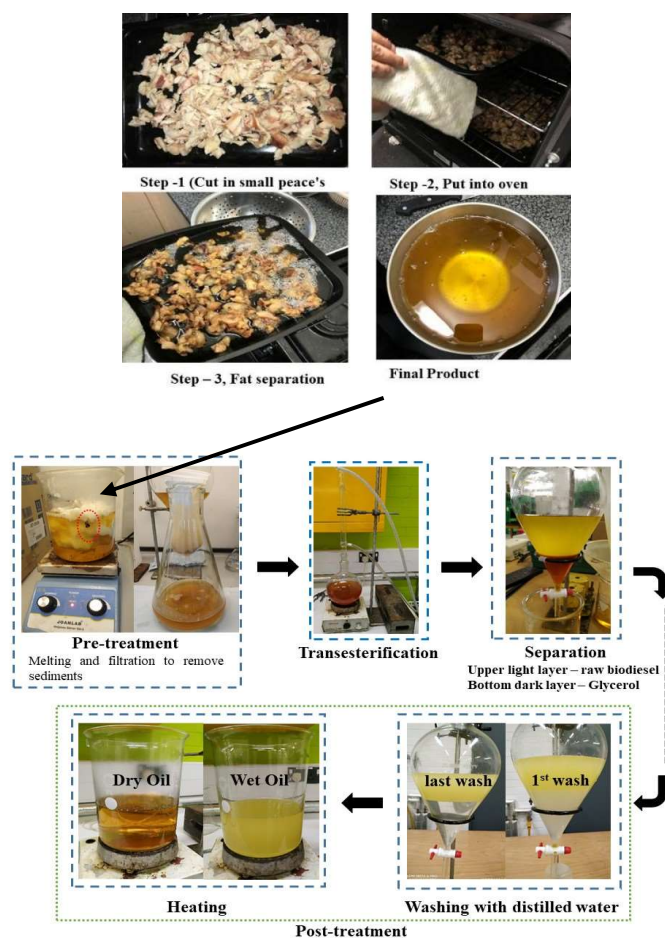 Step -1 (Cut in small peace's
Step -2, Put into oven
Step – 3, Fat separation
Final Product
JOANLAB
Pre-treatment
Melting and filtration to remove
sediments
Transesterification
Separation
Upper light layer – raw biodiesel
Bottom dark layer – Glycerol
Dry Oil
Wet Oil
last wash
1st wash
Heating
Washing with distilled water
Post-treatment